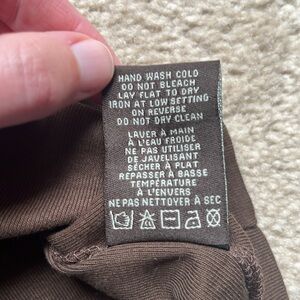 HAND WASH COLD
DO NOT BLEACH
LAY FLAT TO DRY
IRON AT LOW SETTING
ON REVERSE
DO NOT DRY CLEAN
LAVER À MAIN
À L'EAU FROIDE
NE PAS UTILISER
DE JAVELISANT
SÉCHER À PLAT
REPASSER À BASSE
TEMPÉRATURE
À L'ENVERS
NE PAS NETTOYER À SEC